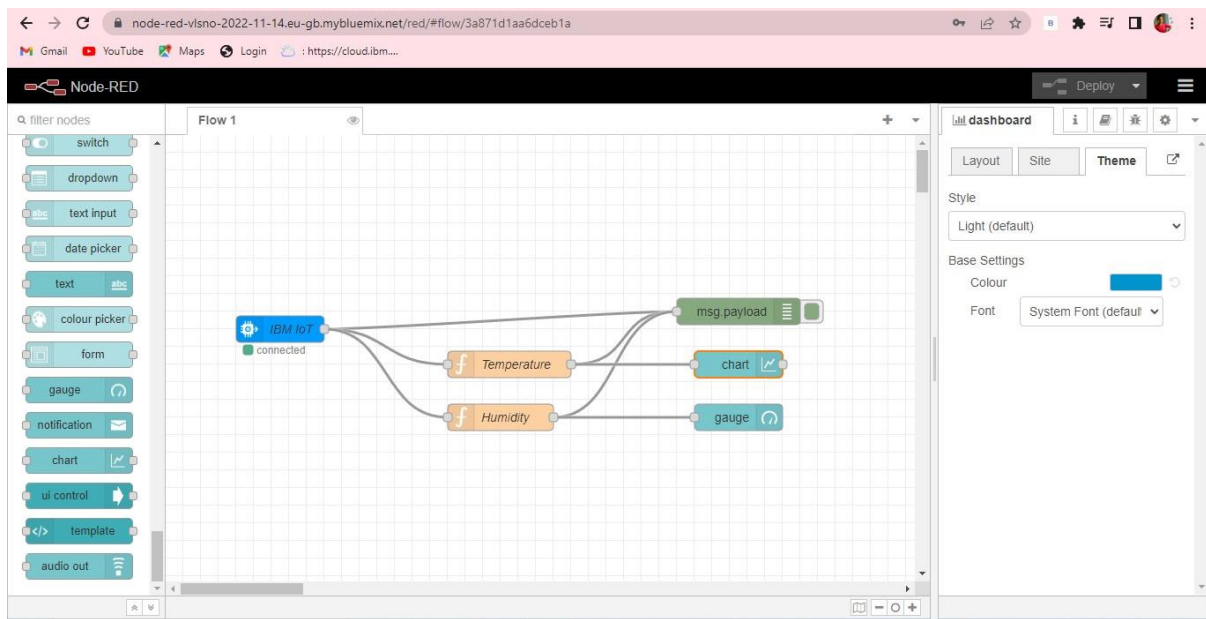 node-red-vlsno-2022-11-14.eu-gb.mybluemix.net/red/#flow/3a871d1aa6dceb1a
B
Gmail YouTube Maps Login : https://cloud.ibm....
Node-RED
Deploy
filter nodes
Flow 1
dashboard
i
switch
dropdown
abc text input
date picker
text abc
colour picker
form
gauge
notification
chart
ui control
</> template
audio out
IBM IoT
connected
f Temperature
f Humidity
msg.payload
chart
gauge
Layout Site Theme
Style
Light (default)
Base Settings
Colour
Font System Font (default